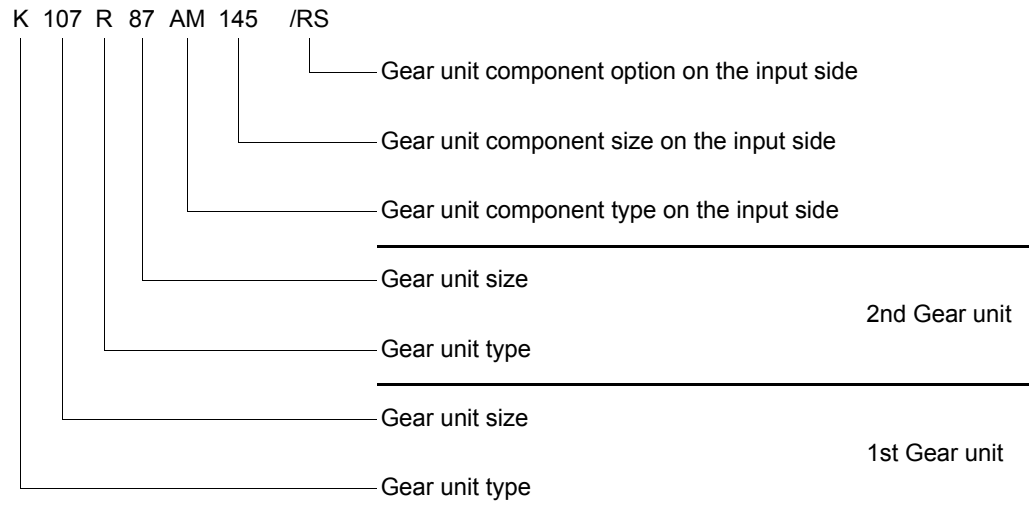 K 107 R 87 AM 145 /RS
Gear unit component option on the input side
Gear unit component size on the input side
Gear unit component type on the input side
Gear unit size
2nd Gear unit
Gear unit type
Gear unit size
1st Gear unit
Gear unit type